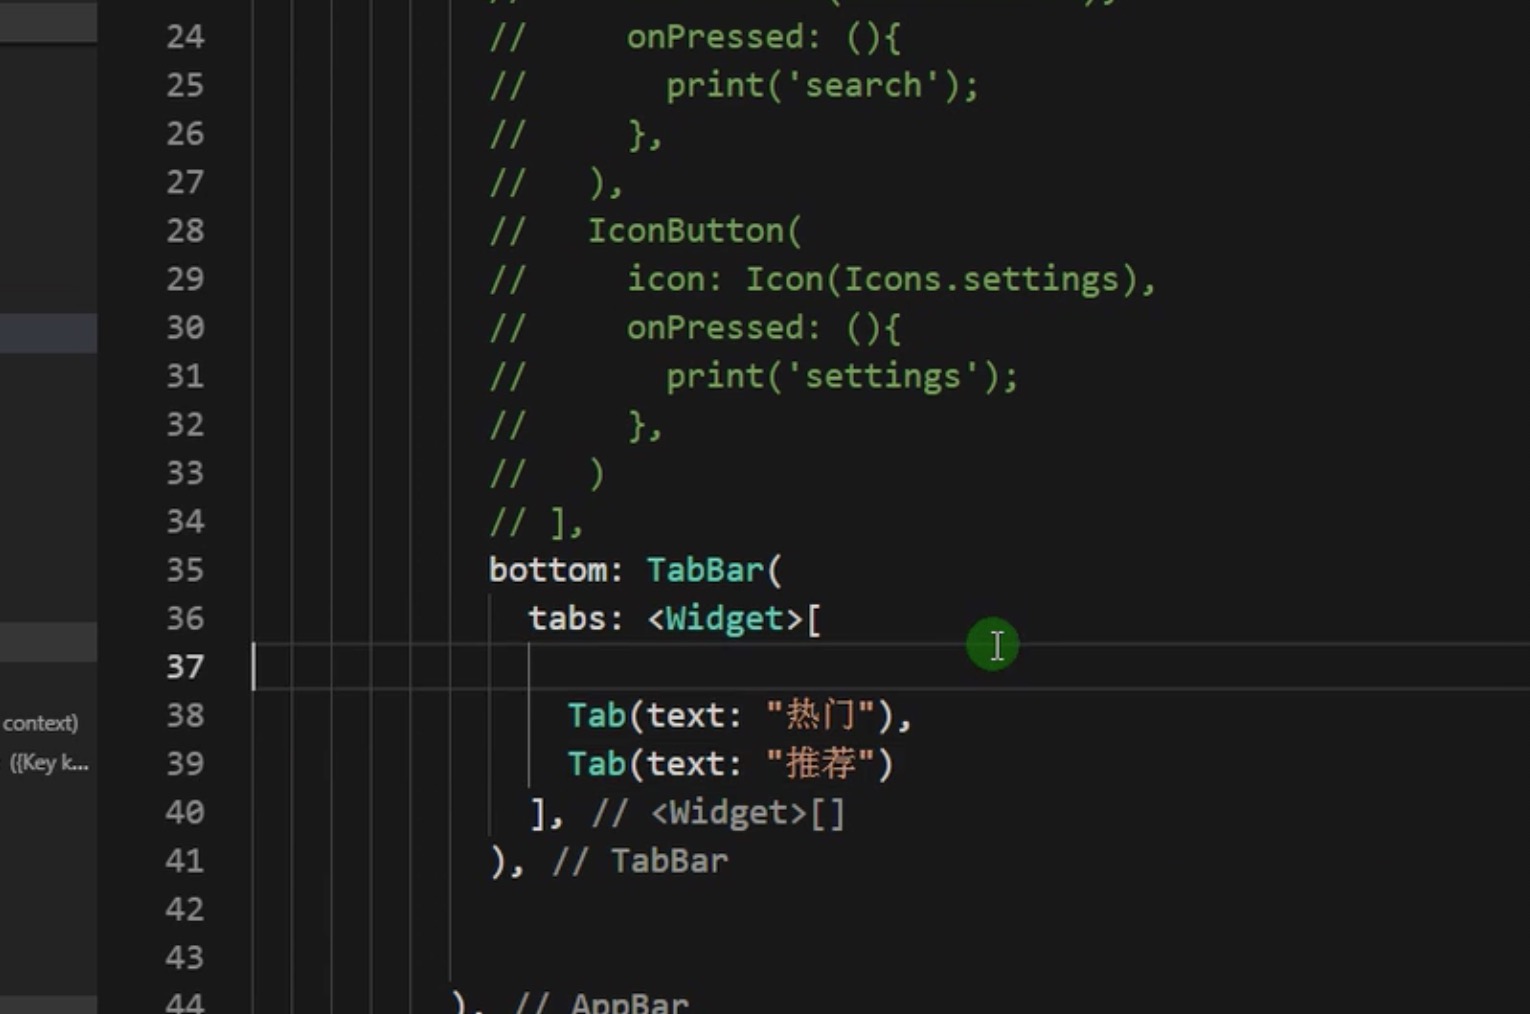 24 // onPressed: (){
25 // print('search');
26 // },
27 // ),
28 // IconButton(
29 // icon: Icon(Icons.settings),
30 // onPressed: (){
31 // print('settings');
32 // },
33 // )
34 // ],
35 bottom: TabBar(
36 tabs: <Widget>[
37
38 Tab(text: "热门"),
39 Tab(text: "推荐")
40 ], // <Widget>[]
41 ), // TabBar
42
43
44 ), // AppBar
context)
({Key k...